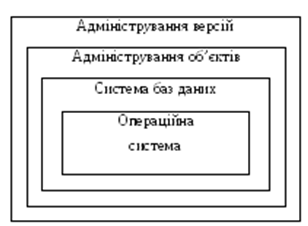 Адміністрування версій
Адміністрування об'єктів
Система баз даних
Операційна
система